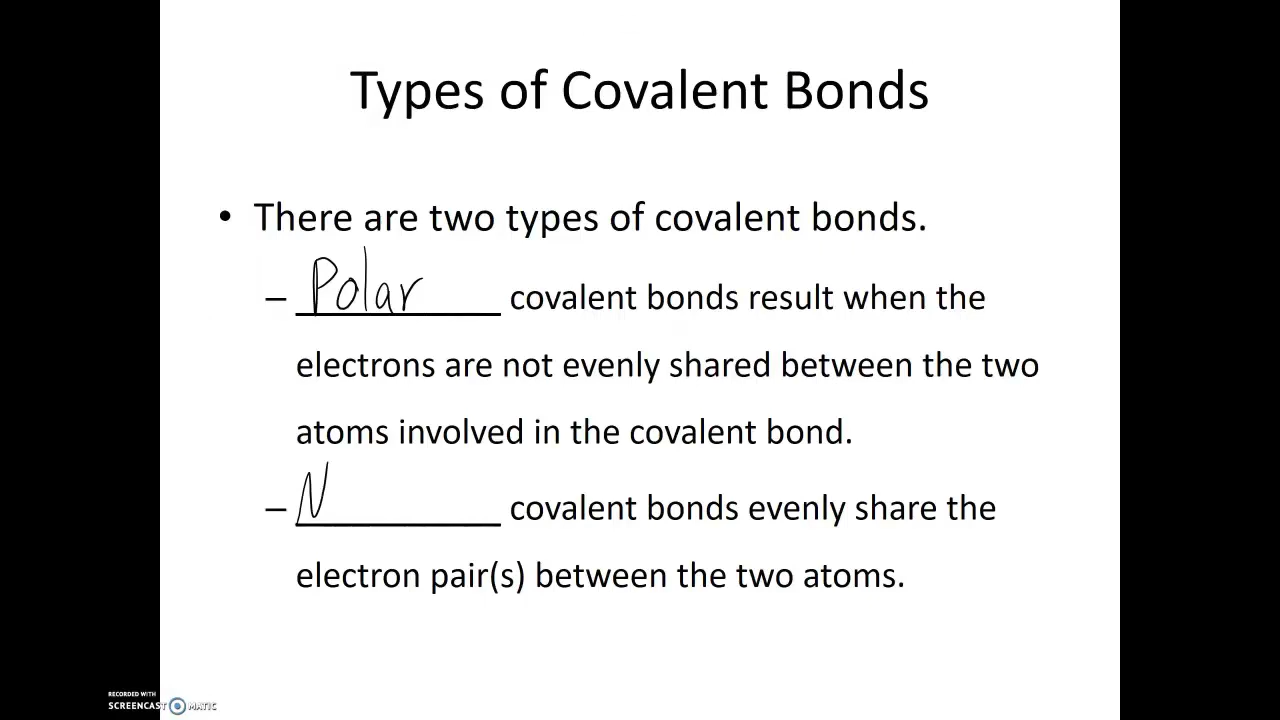 Types of Covalent Bonds
• There are two types of covalent bonds.
– Polar covalent bonds result when the
electrons are not evenly shared between the two
atoms involved in the covalent bond.
– N covalent bonds evenly share the
electron pair(s) between the two atoms.
RECORDED WITH
SCREENCAST MATIC